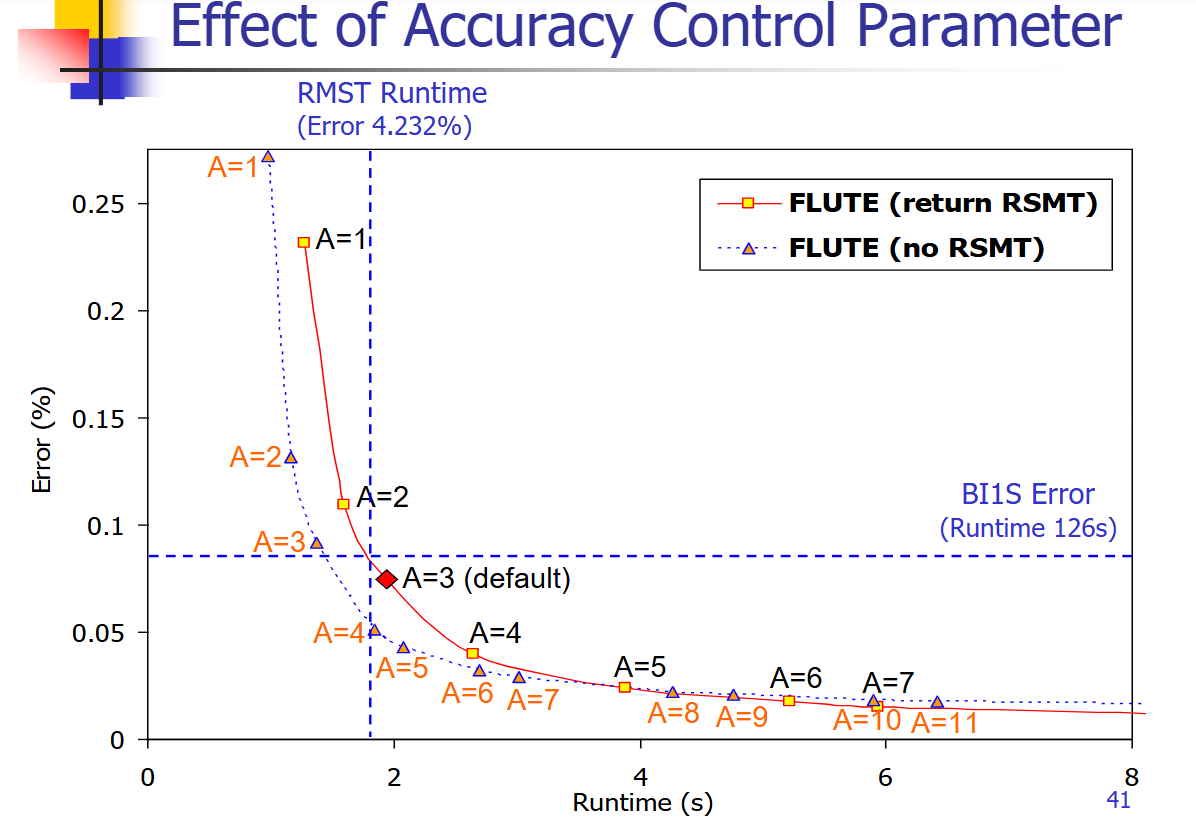 Effect of Accuracy Control Parameter
RMST Runtime
(Error 4.232%)
A=1
0.25
A=1
FLUTE (return RSMT)
FLUTE (no RSMT)
0.2
0.15
Error (%)
A=2
A=2
BI1S Error
(Runtime 126s)
0.1
A=3
A=3 (default)
0.05
A=4
A=4
A=5
A=5
A=6
A=7
A=6
A=7
A=8
A=9
A=10
A=11
0
0
2
4
6
8
Runtime (s)
41